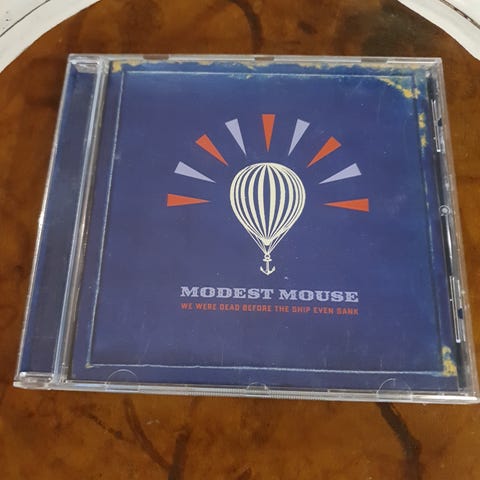 MODEST MOUSE
WE WERE DEAD BEFORE THE SHIP EVEN SANK